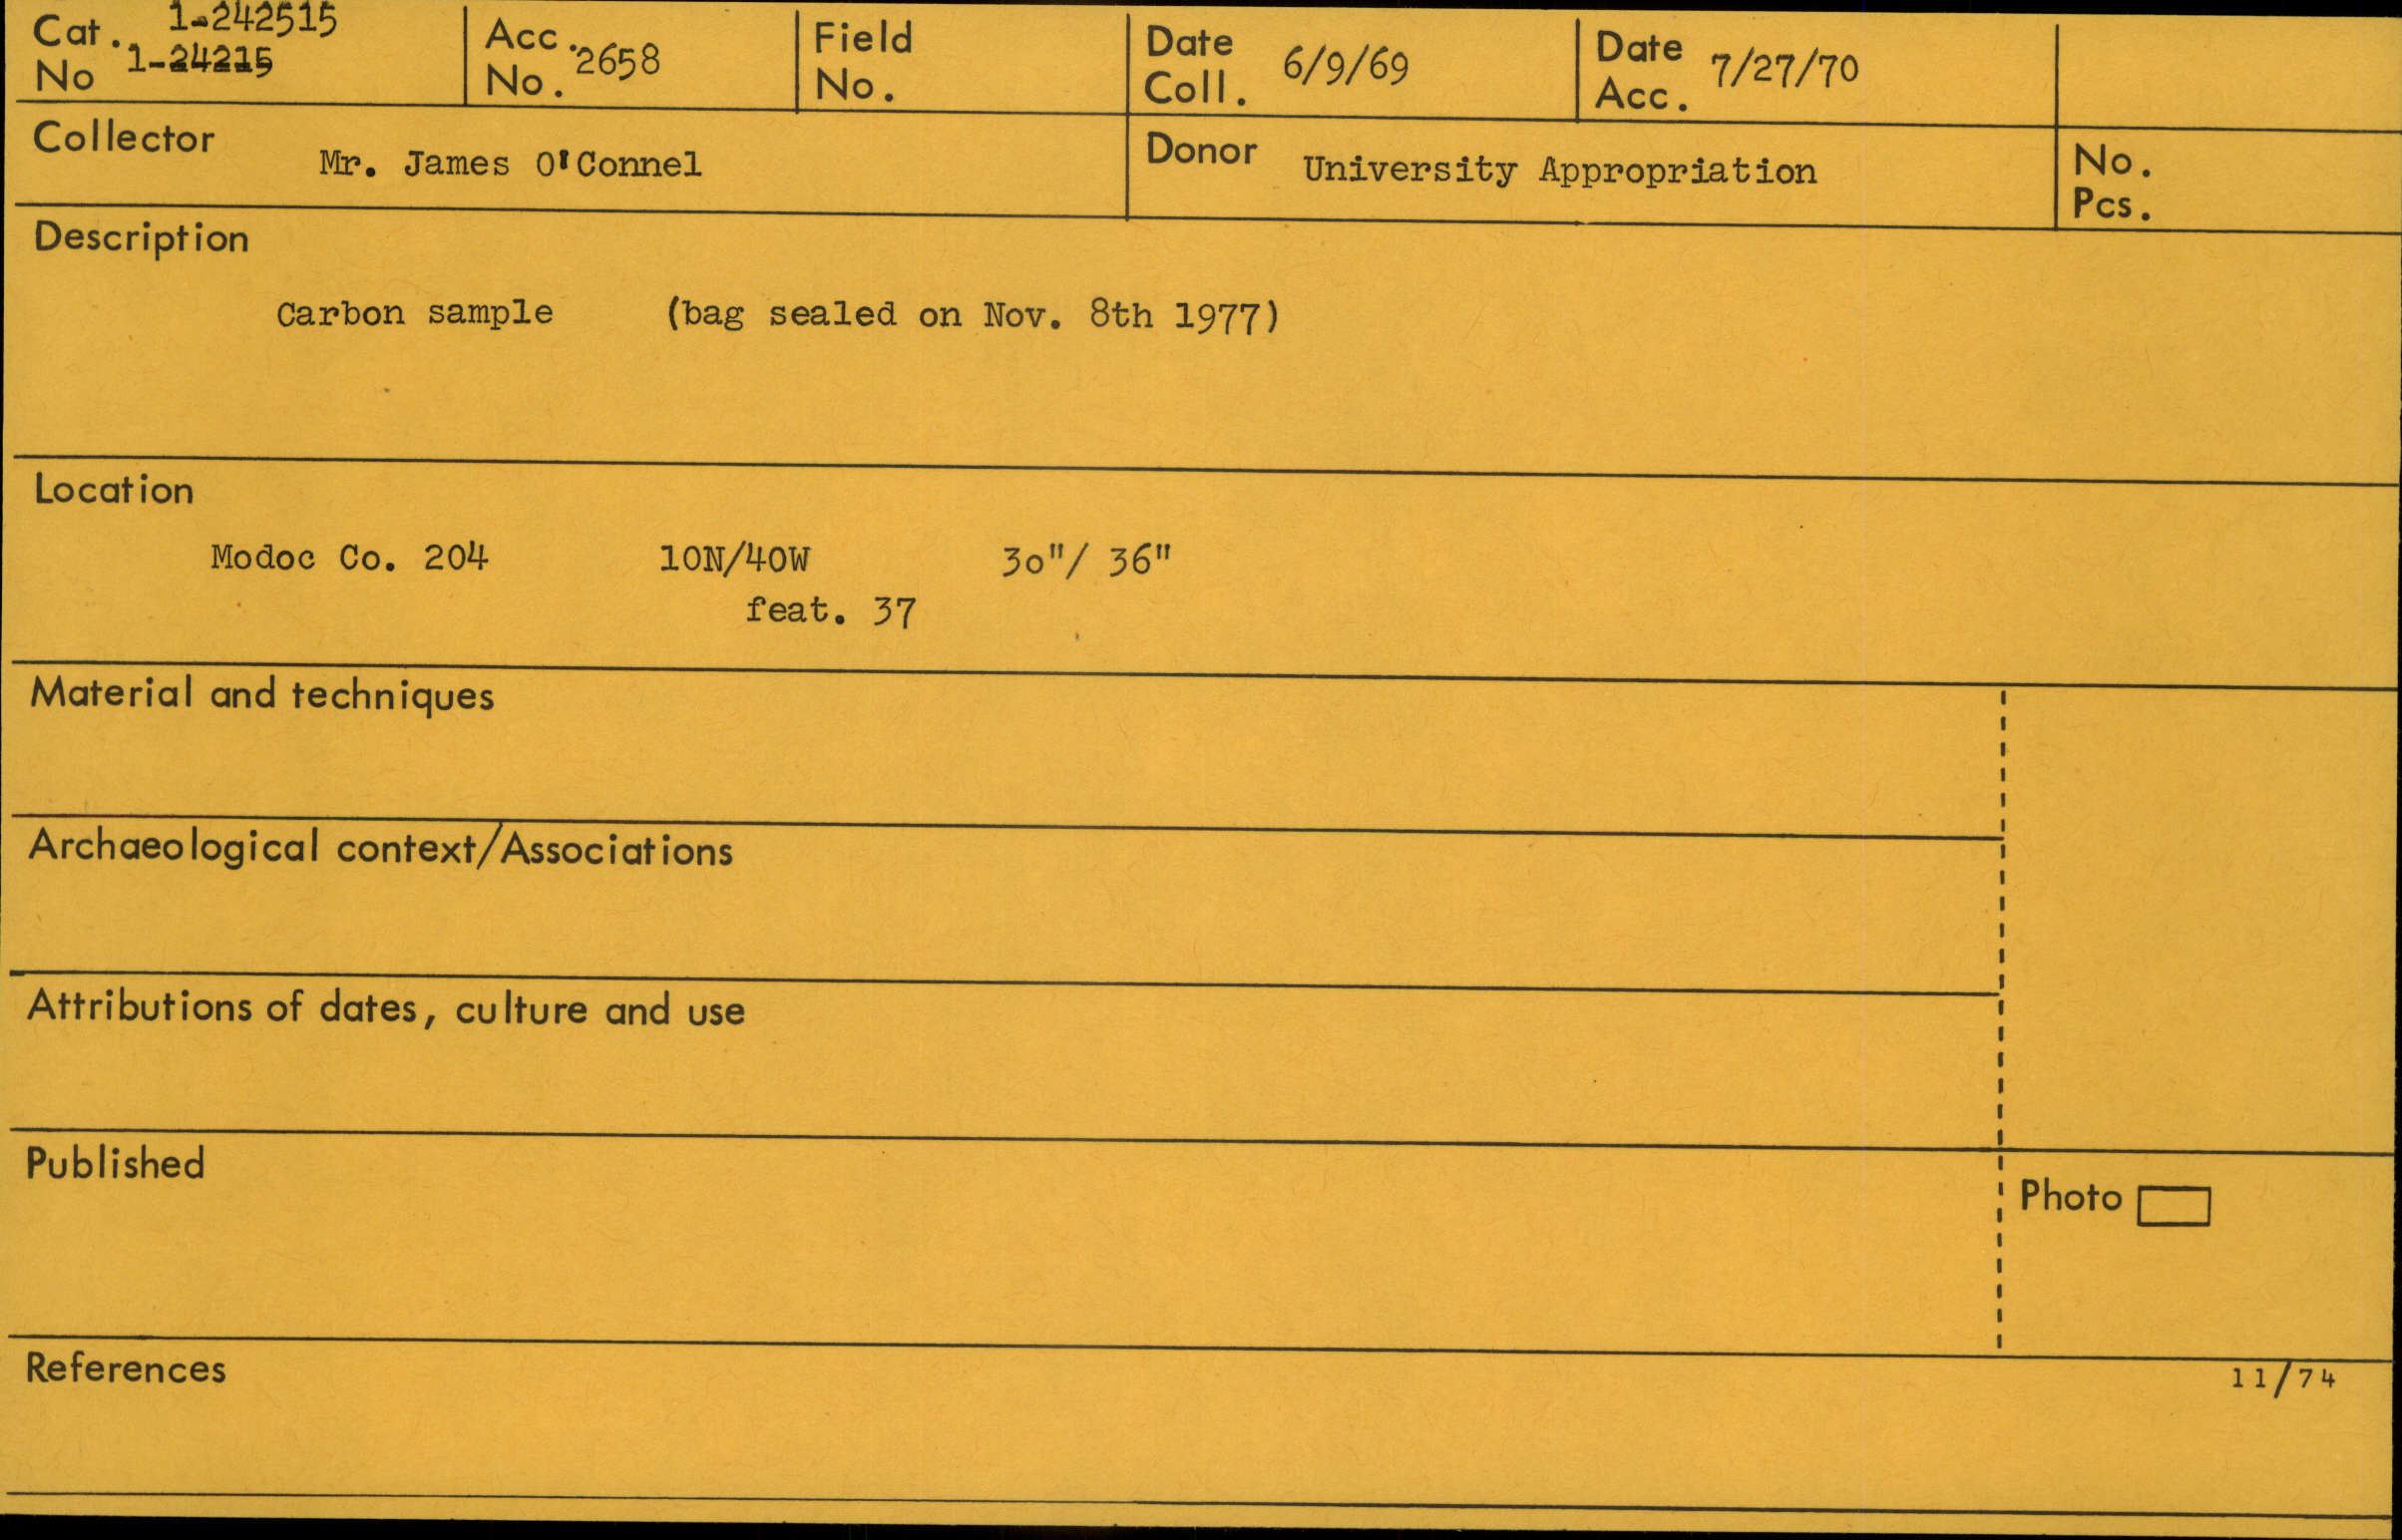 Cat. No 1-242515
1-24215
Acc. No. 2658
Field No.
Date Coll. 6/9/69
Date Acc. 7/27/70
Collector Mr. James O'Connel
Donor University Appropriation
No. Pcs.
Description
Carbon sample (bag sealed on Nov. 8th 1977)
Location
Modoc Co. 204 10N/40W 30"/ 36"
feat. 37
Material and techniques
Archaeological context/Associations
Attributions of dates, culture and use
Published
Photo
References
11/74